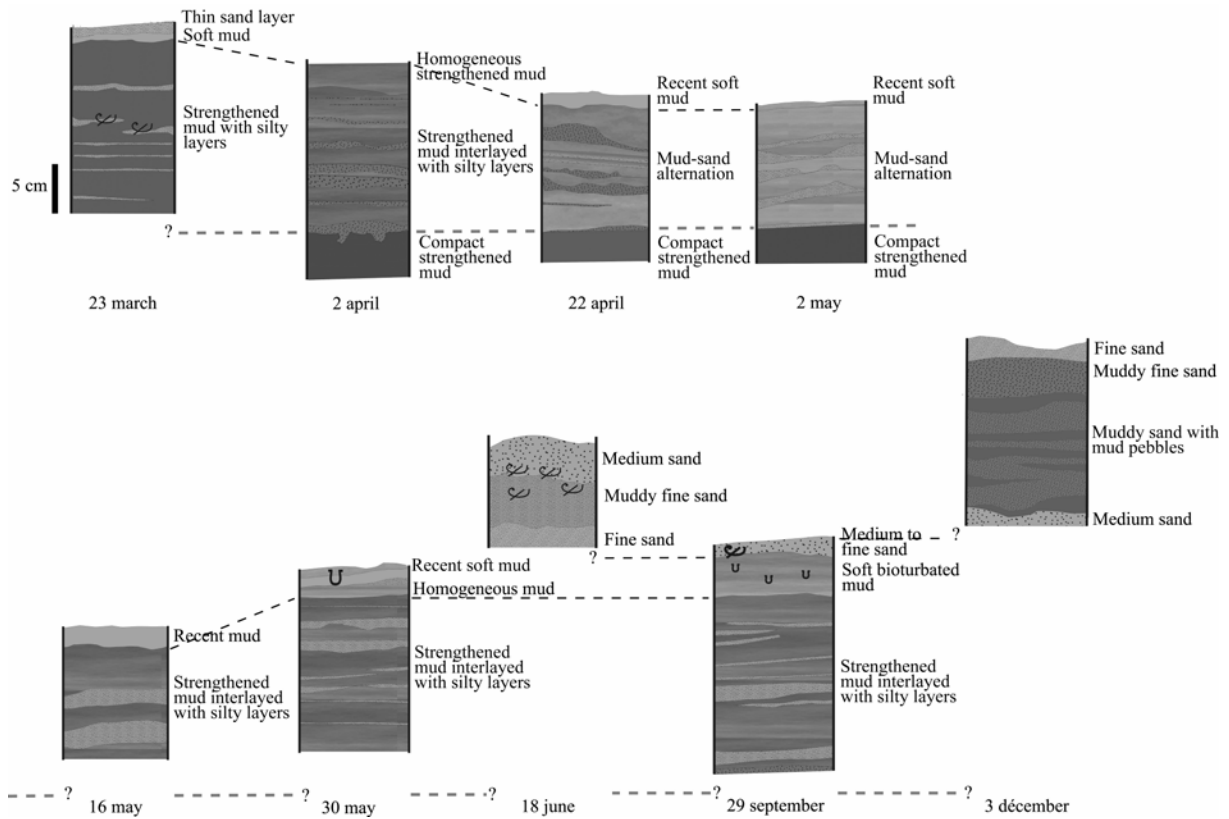 Thin sand layer
Soft mud
Strengthened
mud with silty
layers
5 cm
?
23 march
Homogeneous
strengthened mud
Strengthened
mud interlayed
with silty layers
Compact
strengthened
mud
2 april
Recent soft
mud
Mud-sand
alternation
Compact
strengthened
mud
22 april
Recent soft
mud
Mud-sand
alternation
Compact
strengthened
mud
2 may
Recent mud
Strengthened
mud interlayed
with silty layers
?
16 may
Recent soft mud
Homogeneous mud
Strengthened
mud interlayed
with silty layers
?
30 may
Medium sand
Muddy fine sand
Fine sand
?
?
18 june
Medium to
fine sand
Soft bioturbated
mud
Strengthened
mud interlayed
with silty layers
?
29 september
Fine sand
Muddy fine sand
Muddy sand with
mud pebbles
Medium sand
?
?
3 décember